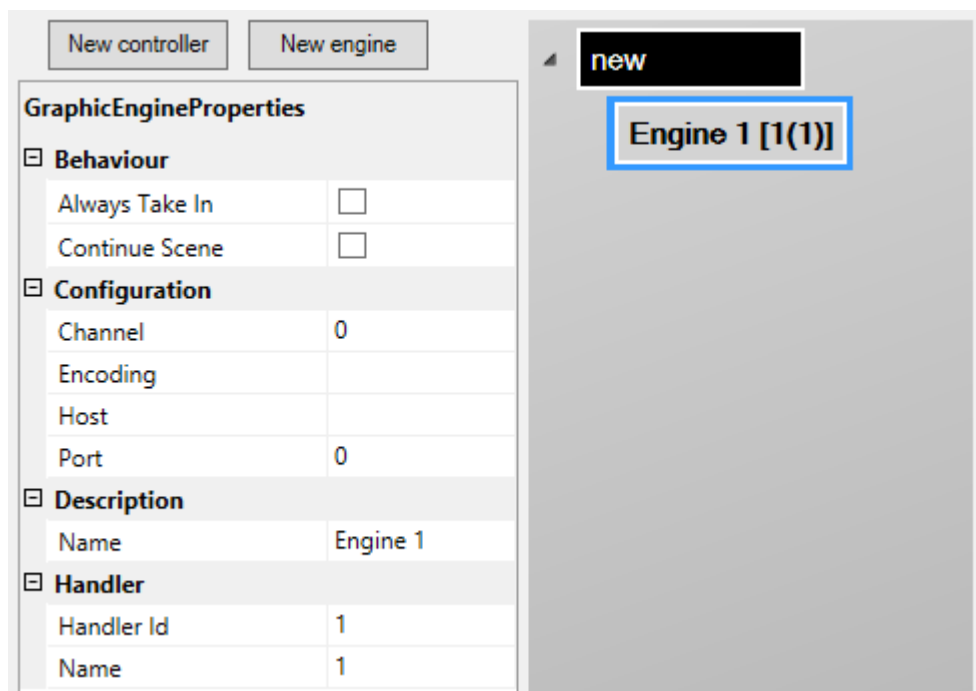 New controller New engine
GraphicEngineProperties
Behaviour
Always Take In
Continue Scene
Configuration
Channel 0
Encoding
Host
Port 0
Description
Name Engine 1
Handler
Handler Id 1
Name 1
new
Engine 1 [1(1)]